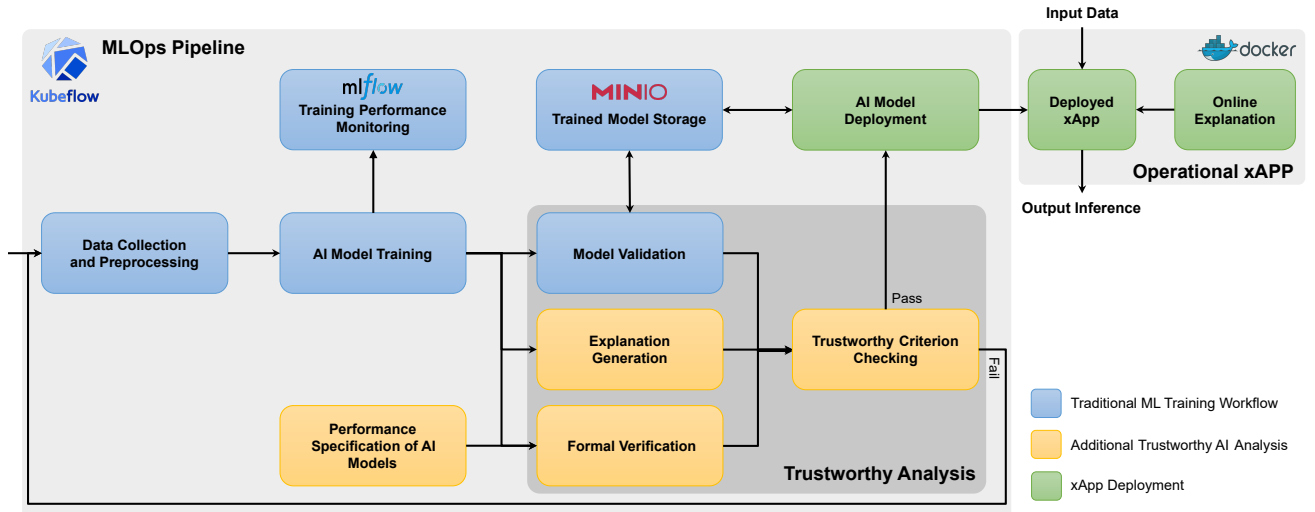 Input Data
MLOps Pipeline
Kubeflow
docker
mlflow
Training Performance
Monitoring
MINIO
Trained Model Storage
AI Model
Deployment
Deployed
xApp
Online
Explanation
Operational xAPP
Output Inference
Data Collection
and Preprocessing
AI Model Training
Model Validation
Pass
Explanation
Generation
Trustworthy Criterion
Checking
Fail
Performance
Specification of AI
Models
Formal Verification
Trustworthy Analysis
Traditional ML Training Workflow
Additional Trustworthy AI Analysis
xApp Deployment